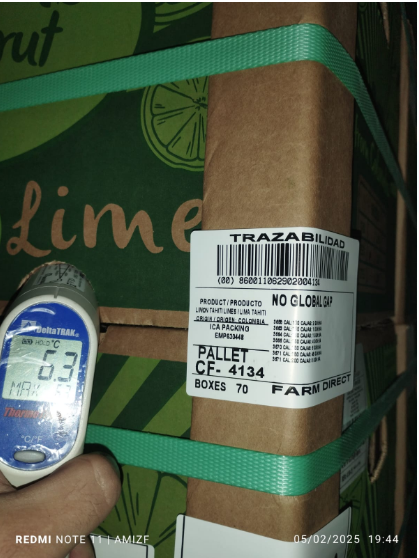 rut
Lime
TRAZABILIDAD
(00) 860011062902004134
PRODUCT/PRODUCTO
NO GLOBAL GAP
LIMON TAHITI LIMES / LIMA TAHITI
ORIGIN / ORIGEN: COLOMBIA
ICA PACKING
PALLET
CF- 4134
BOXES 70
FARM DIRECT
DeltaTRAK
HOLD °C
6.3
MAX
°C/°F
REDMI NOTE 11 | AMIZF
05/02/2025 19:44